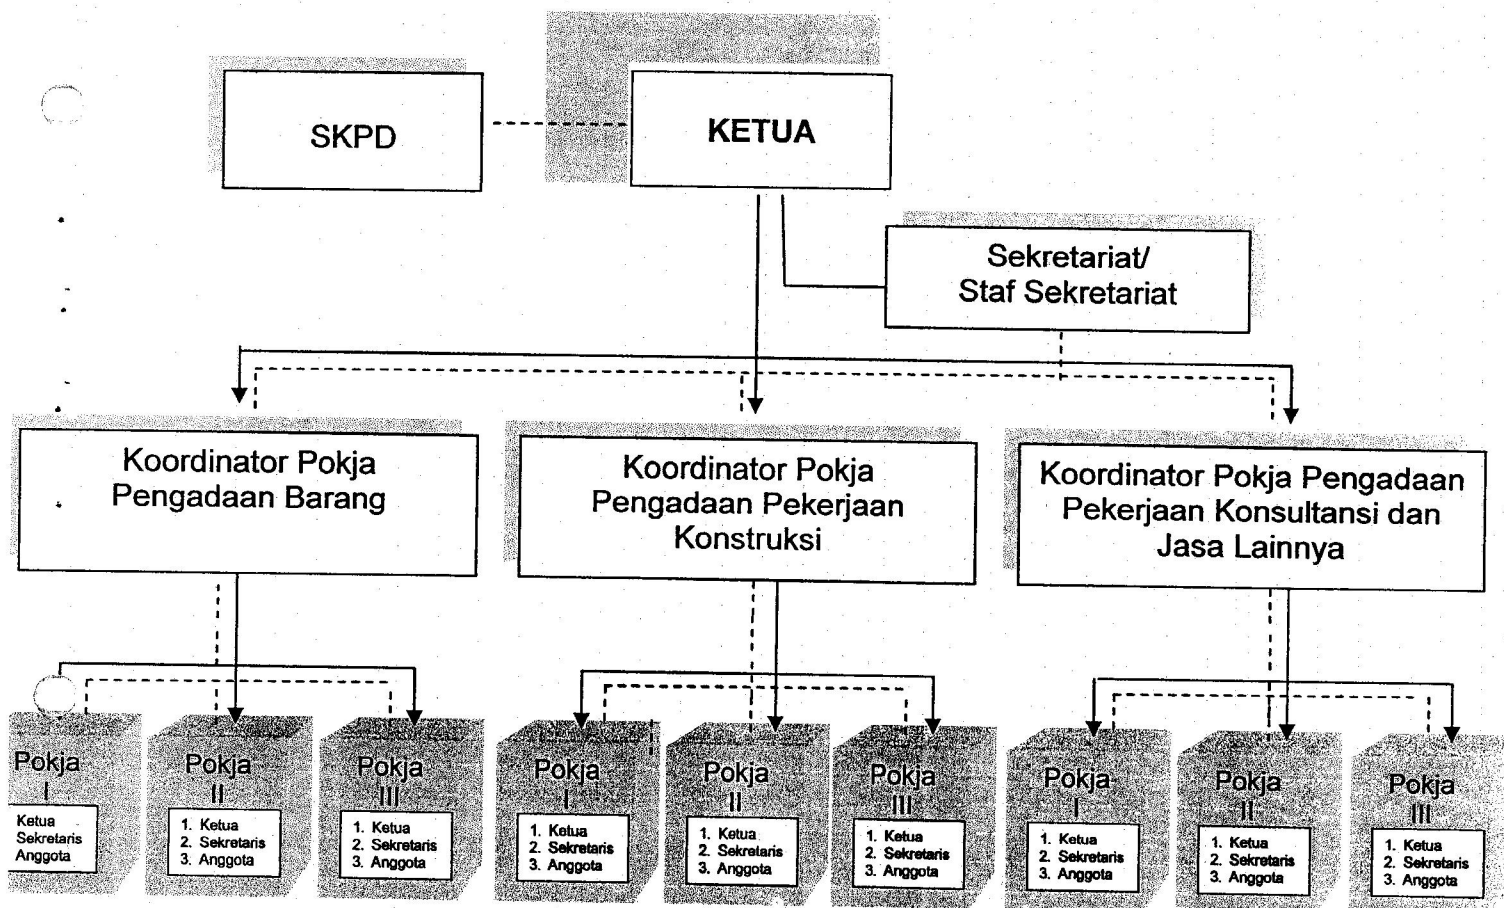 SKPD
KETUA
Sekretariat/
Staf Sekretariat
Koordinator Pokja
Pengadaan Barang
Koordinator Pokja
Pengadaan Pekerjaan
Konstruksi
Koordinator Pokja Pengadaan
Pekerjaan Konsultansi dan
Jasa Lainnya
Pokja
I
Ketua
Sekretaris
Anggota
Pokja
II
1. Ketua
2. Sekretaris
3. Anggota
Pokja
III
1. Ketua
2. Sekretaris
3. Anggota
Pokja
I
1. Ketua
2. Sekretaris
3. Anggota
Pokja
II
1. Ketua
2. Sekretaris
3. Anggota
Pokja
III
1. Ketua
2. Sekretaris
3. Anggota
Pokja
I
1. Ketua
2. Sekretaris
3. Anggota
Pokja
II
1. Ketua
2. Sekretaris
3. Anggota
Pokja
III
1. Ketua
2. Sekretaris
3. Anggota